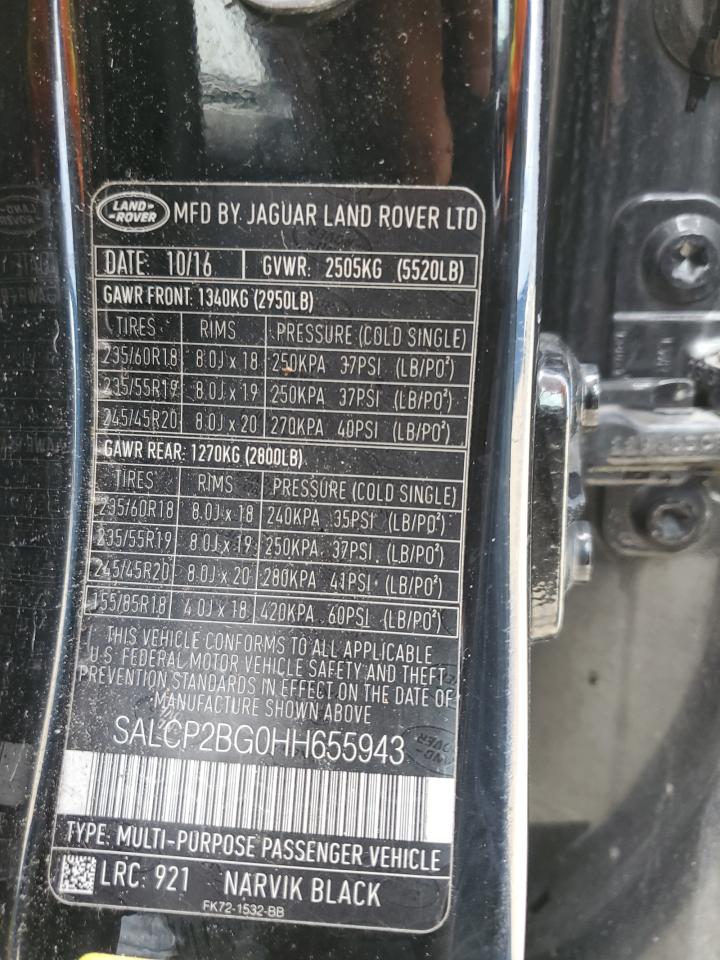 LAND-
-ROVER
MFD BY JAGUAR LAND ROVER LTD
DATE: 10/16 GVWR: 2505KG (5520LB)
GAWR FRONT: 1340KG (2950LB)
TIRES RIMS PRESSURE (COLD SINGLE)
235/60R18 8.0J x 18 250KPA 37PSI (LB/PO²)
235/55R19 8.0J x 19 250KPA 37PSI (LB/PO²)
245/45R20 8.0J x 20 270KPA 40PSI (LB/PO²)
GAWR REAR: 1270KG (2800LB)
TIRES RIMS PRESSURE (COLD SINGLE)
235/60R18 8.0J x 18 240KPA 35PSI (LB/PO²)
235/55R19 8.0J x 19 250KPA 37PSI (LB/PO²)
245/45R20 8.0J x 20 280KPA 41PSI (LB/PO²)
155/85R18 4.0J x 18 420KPA 60PSI (LB/PO²)
THIS VEHICLE CONFORMS TO ALL APPLICABLE
U.S. FEDERAL MOTOR VEHICLE SAFETY AND THEFT
PREVENTION STANDARDS IN EFFECT ON THE DATE OF
MANUFACTURE SHOWN ABOVE
SALCP2BG0HH655943
TYPE: MULTI-PURPOSE PASSENGER VEHICLE
LRC: 921 NARVIK BLACK
FK72-1532-BB